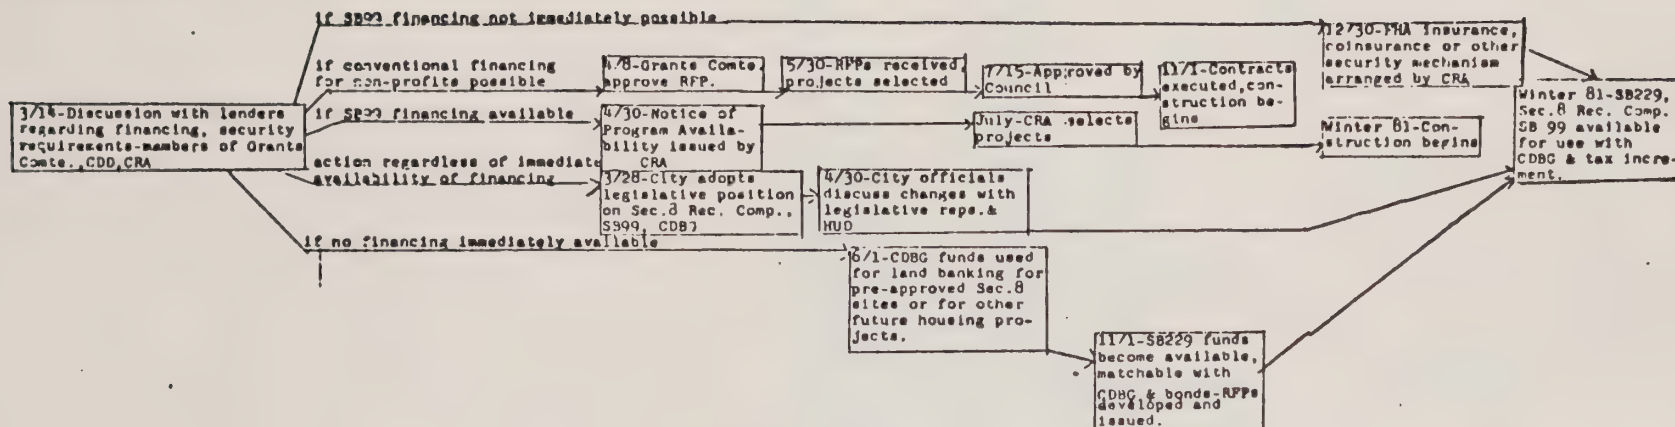 if SB99 financing not immediately possible
12/30-FHA insurance,
coinsurance or other
security mechanism
arranged by CRA
if conventional financing
for non-profits possible
4/8-Grants Comte.
approve RFP.
5/30-RFPs received,
projects selected
7/15-Approved by
Council
11/1-Contracts
executed,con-
struction be-
gins
3/14-Discussion with lenders
regarding financing, security
requirements-members of Grants
Comte.,CDD,CRA
if SB99 financing available
4/30-Notice of
Program Availa-
bility issued by
CRA
July-CRA selects
projects
Winter 81-Con-
struction begins
Winter 81-SB229,
Sec.8 Rec. Comp.
SB 99 available
for use with
CDBG & tax incre-
ment.
action regardless of immediate
availability of financing
3/28-City adopts
legislative position
on Sec.8 Rec. Comp.,
SB99, CDBG
4/30-City officials
discuss changes with
legislative reps.&
HUD
if no financing immediately available
6/1-CDBG funds used
for land banking for
pre-approved Sec.8
sites or for other
future housing pro-
jects.
11/1-SB229 funds
become available,
matchable with
CDBG & bonds-RFPs
developed and
issued.